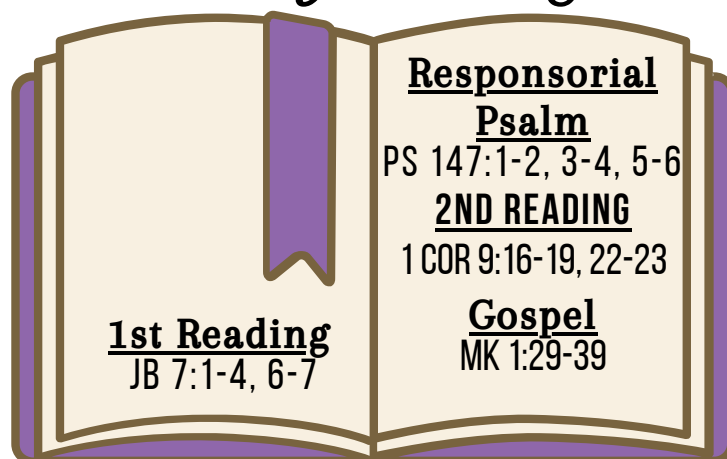 1st Reading
JB 7:1-4, 6-7
Responsorial
Psalm
PS 147:1-2, 3-4, 5-6
2ND READING
1 COR 9:16-19, 22-23
Gospel
MK 1:29-39